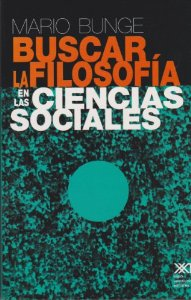 MARIO BUNGE
BUSCAR
LA FILOSOFÍA
EN LAS CIENCIAS
SOCIALES